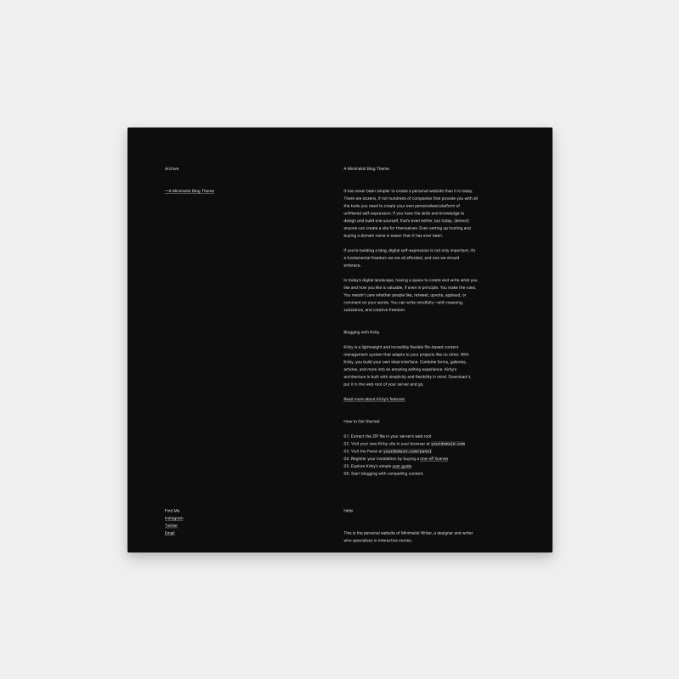 Archive
—A Minimalist Blog Theme
A Minimalist Blog Theme
It has never been simpler to create a personal website than it is today.
There are dozens, if not hundreds of companies that provide you with all
the tools you need to create your own personalised platform of
unfiltered self-expression. If you have the skills and knowledge to
design and build one yourself, that's even better, but today, (almost)
anyone can create a site for themselves. Even setting up hosting and
buying a domain name is easier than it has ever been.
If you're building a blog, digital self-expression is not only important, it's
a fundamental freedom we are all afforded, and one we should
embrace.
In today's digital landscape, having a space to create and write what you
like and how you like is valuable, if even in principle. You make the rules.
You needn't care whether people like, retweet, upvote, applaud, or
comment on your words. You can write mindfully—with meaning,
substance, and creative freedom.
Blogging with Kirby
Kirby is a lightweight and incredibly flexible file-based content
management system that adapts to your projects like no other. With
Kirby, you build your own ideal interface. Combine forms, galleries,
articles, and more into an amazing editing experience. Kirby's
architecture is built with simplicity and flexibility in mind. Download it,
put it in the web root of your server and go.
Read more about Kirby's features
How to Get Started
01. Extract the ZIP file in your server's web root
02. Visit your new Kirby site in your browser at yourdomain.com
03. Visit the Panel at yourdomain.com/panel
04. Register your installation by buying a one-off license
05. Explore Kirby's simple user guide
06. Start blogging with compelling content
Find Me
Instagram
Twitter
Email
Hello
This is the personal website of Minimalist Writer, a designer and writer
who specialises in interactive stories.